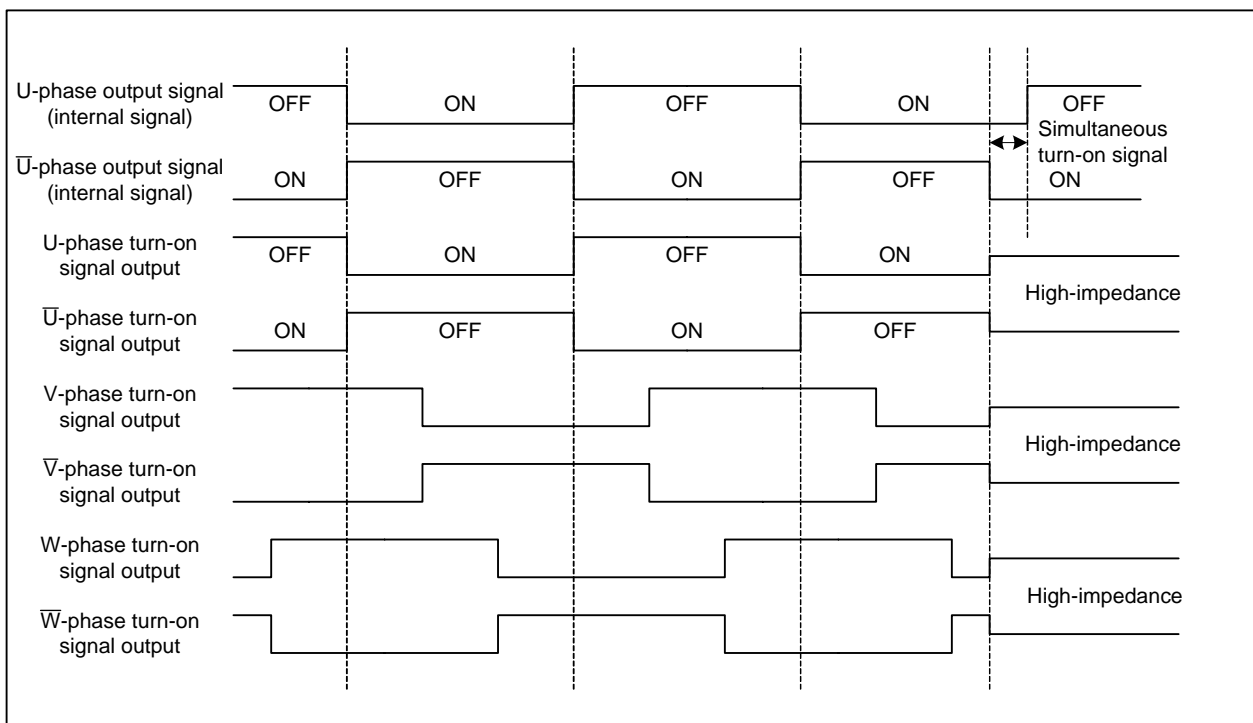 U-phase output signal
(internal signal)
OFF
ON
OFF
ON
OFF
Simultaneous
turn-on signal
U̅-phase output signal
(internal signal)
ON
OFF
ON
OFF
ON
U-phase turn-on
signal output
OFF
ON
OFF
ON
High-impedance
U̅-phase turn-on
signal output
ON
OFF
ON
OFF
V-phase turn-on
signal output
High-impedance
V̅-phase turn-on
signal output
W-phase turn-on
signal output
High-impedance
W̅-phase turn-on
signal output